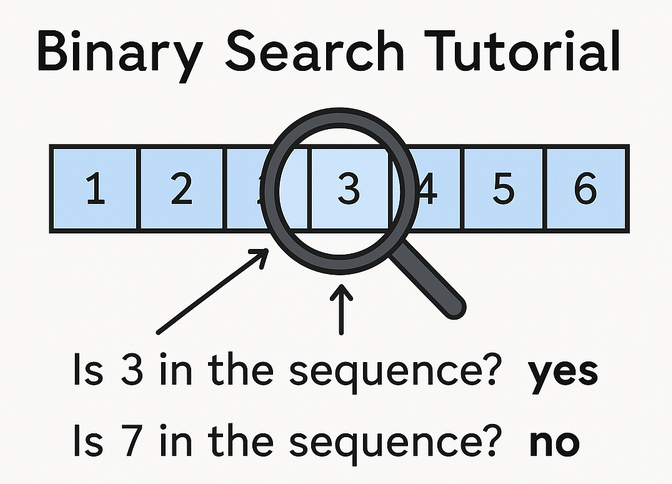 Binary Search Tutorial
1 2 3 4 5 6
Is 3 in the sequence? yes
Is 7 in the sequence? no